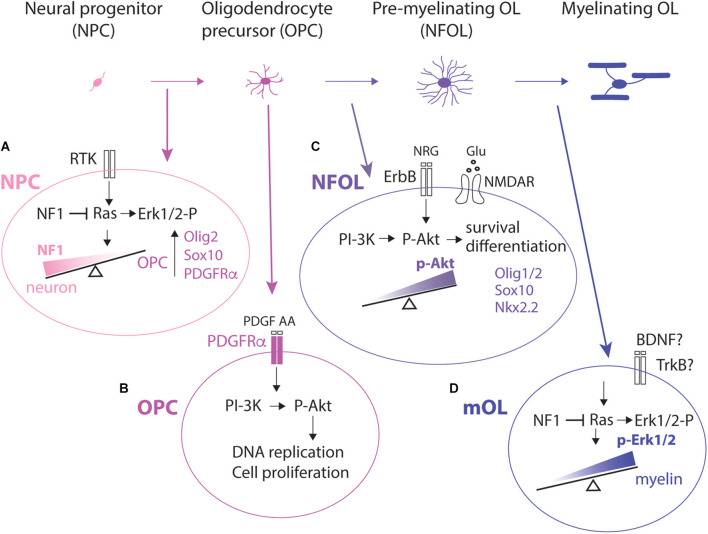 Neural progenitor
(NPC)
Oligodendrocyte
precursor (OPC)
Pre-myelinating OL
(NFOL)
Myelinating OL
A
RTK
NPC
NF1
Ras
Erk1/2-P
NF1
neuron
OPC
Olig2
Sox10
PDGFRα
C
NRG
Glu
ErbB
NMDAR
NFOL
PI-3K
P-Akt
survival
differentiation
p-Akt
Olig1/2
Sox10
Nkx2.2
PDGF AA
PDGFRα
B
OPC
PI-3K
P-Akt
DNA replication
Cell proliferation
BDNF?
TrkB?
D
mOL
NF1
Ras
Erk1/2-P
p-Erk1/2
myelin